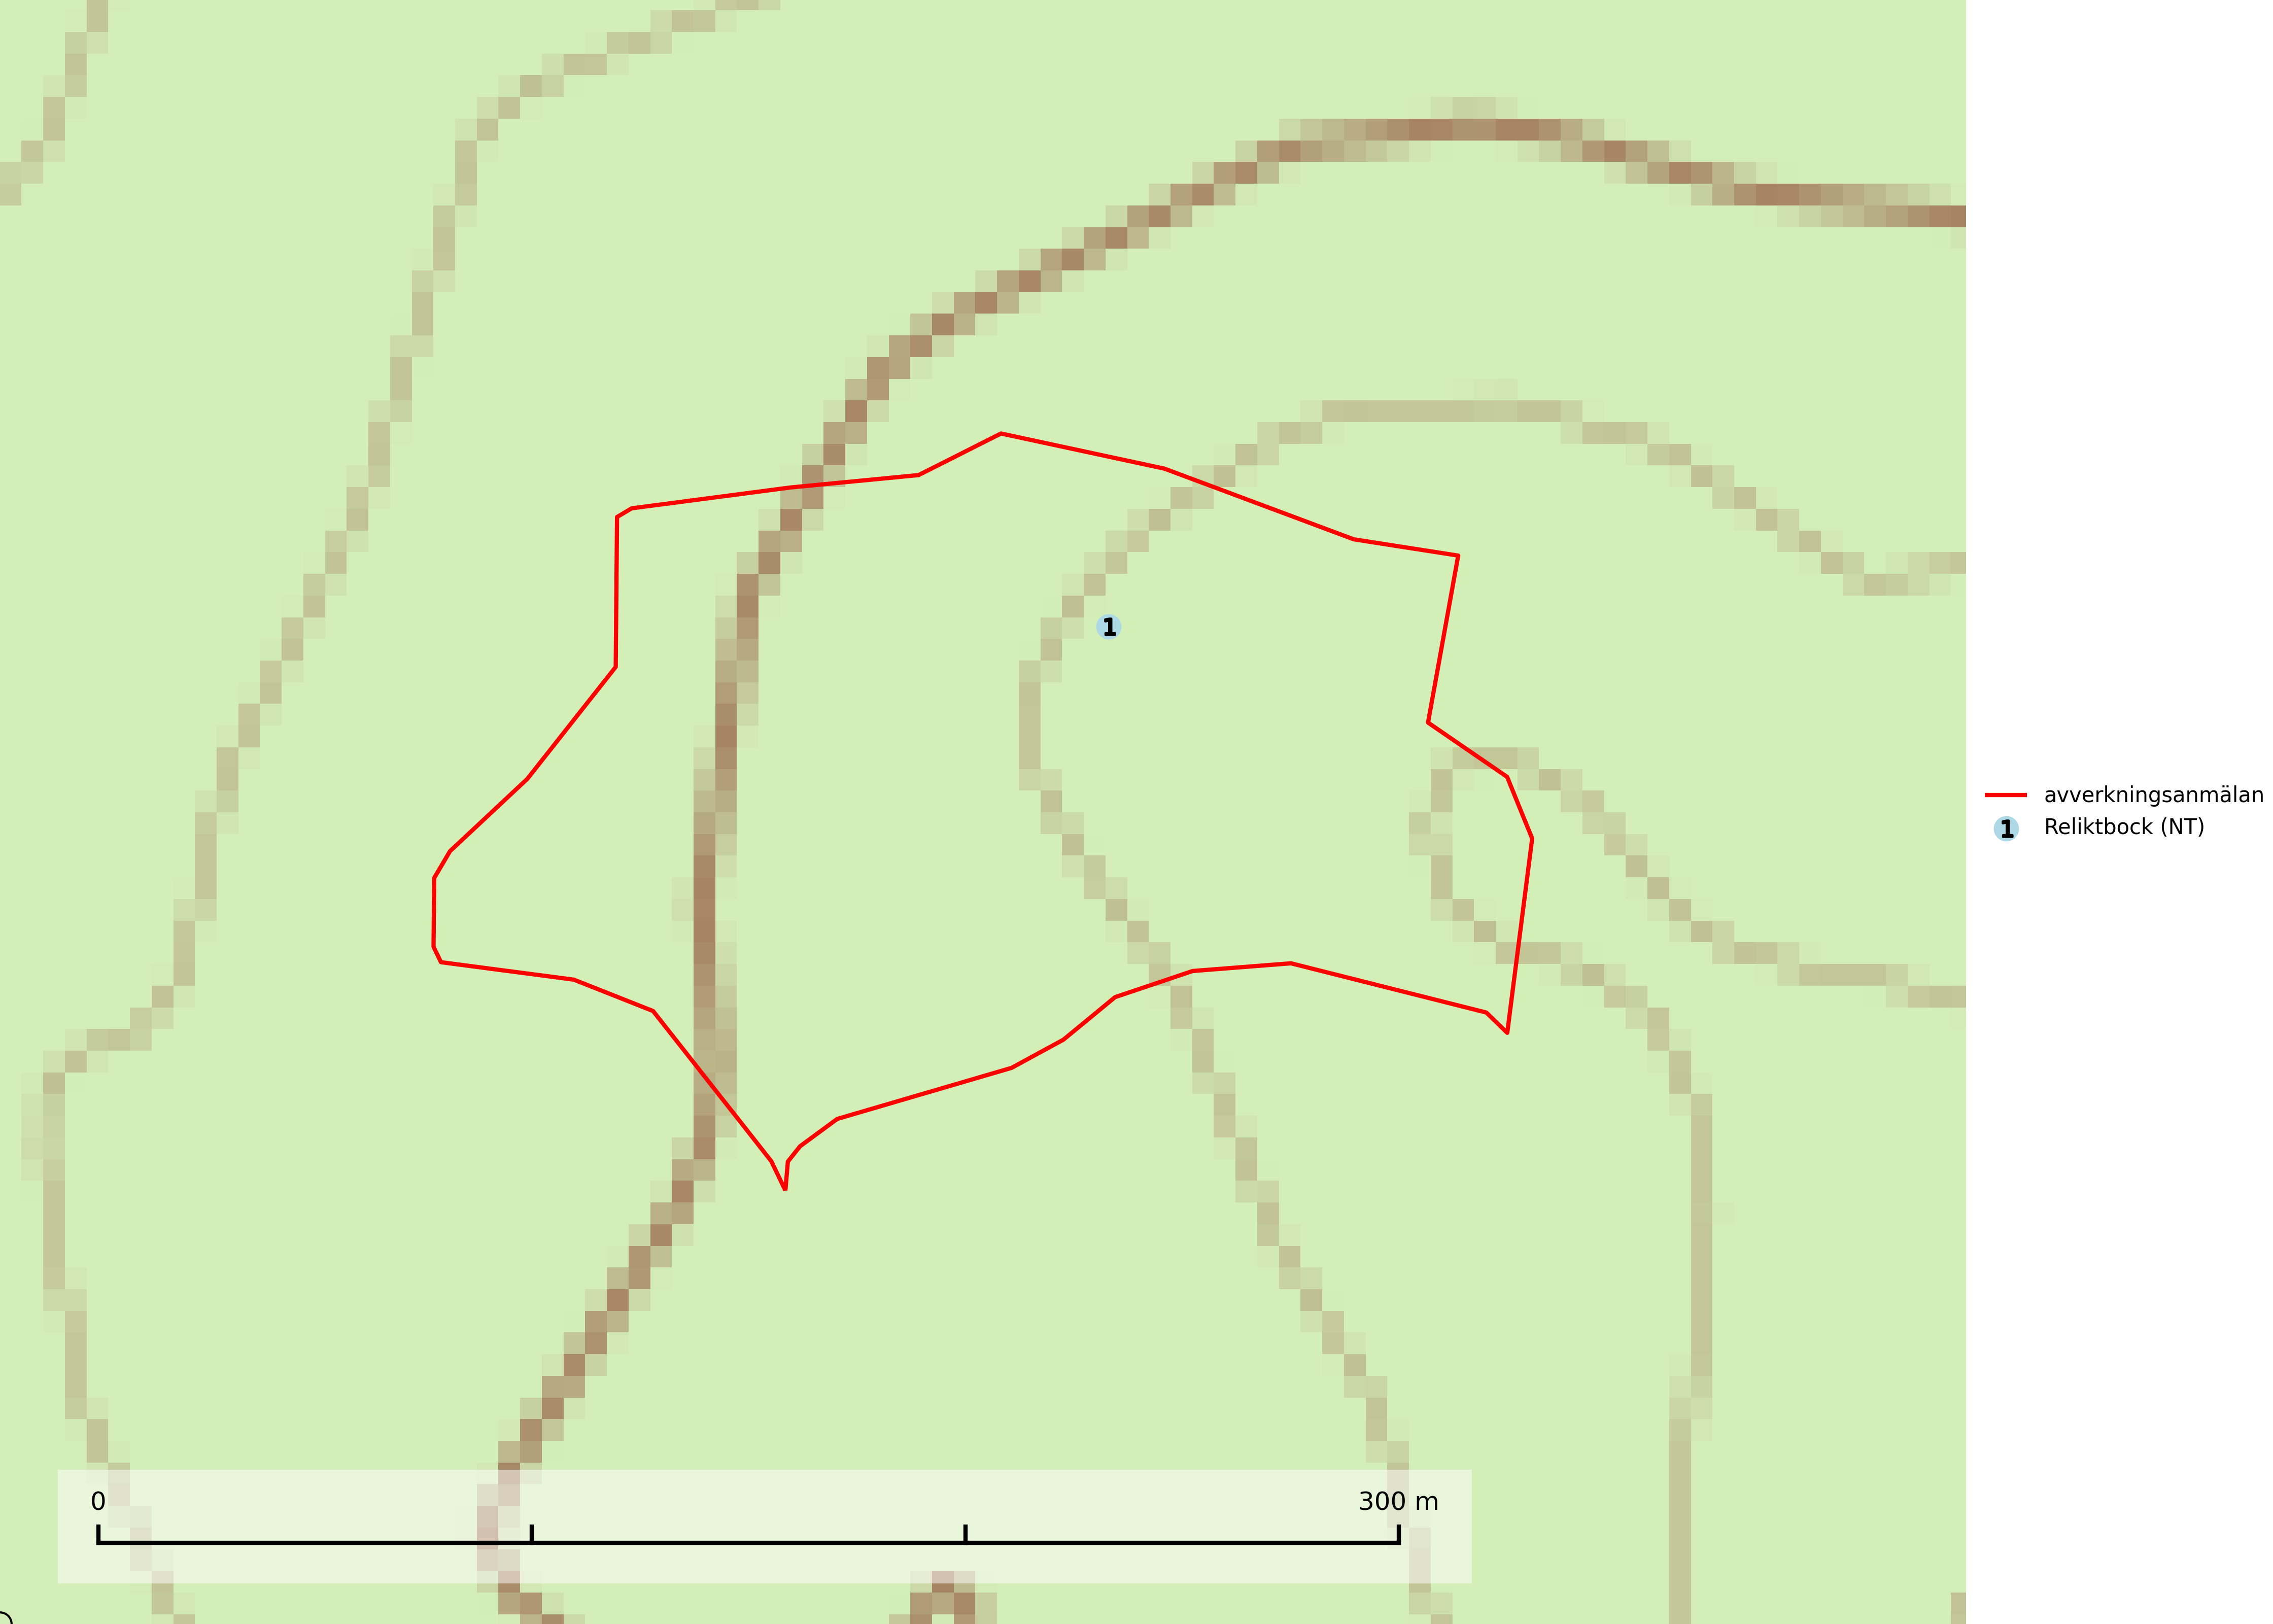 1
avverkningsanmälan
1 Reliktbock (NT)
0 300 m